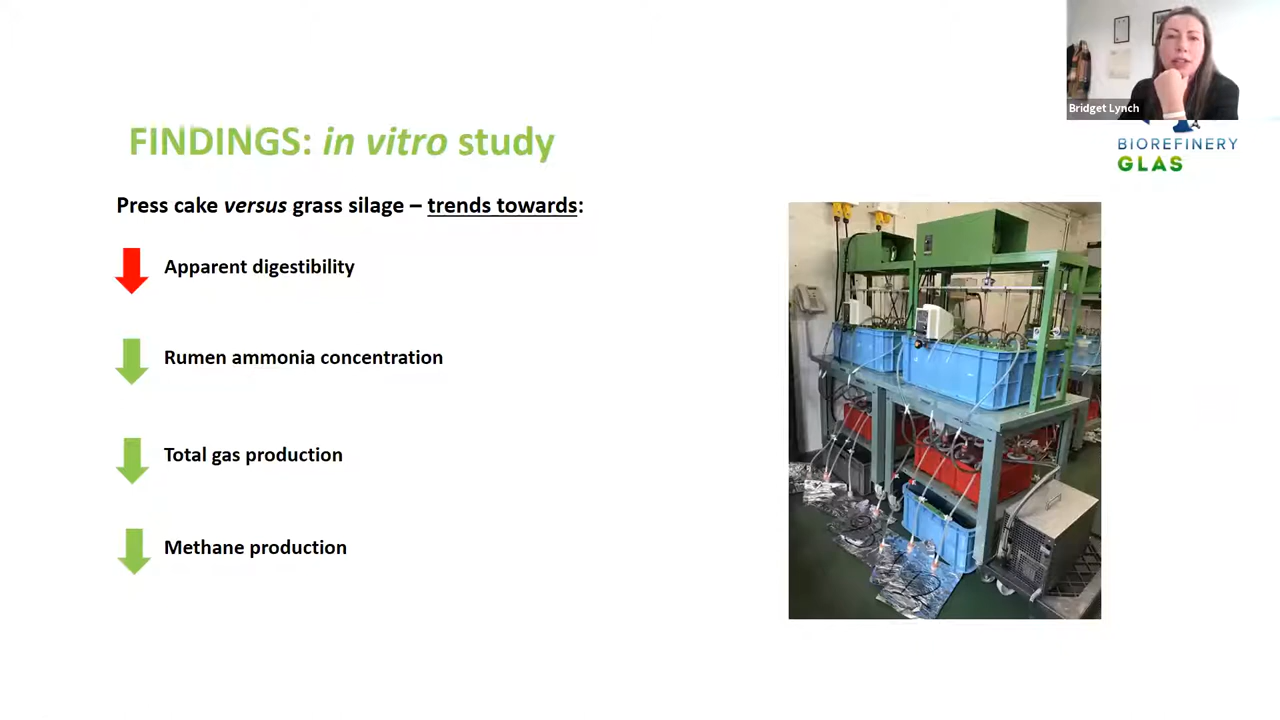 Bridget Lynch
BIOREFINERY
GLAS
FINDINGS: in vitro study
Press cake versus grass silage – trends towards:
Apparent digestibility
Rumen ammonia concentration
Total gas production
Methane production